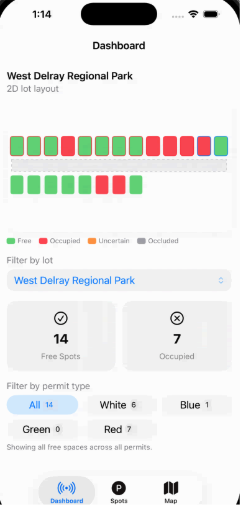 1:14
Dashboard
West Delray Regional Park
2D lot layout
Free Occupied Uncertain Occluded
Filter by lot
West Delray Regional Park
14 7
Free Spots Occupied
Filter by permit type
All 14 White 6 Blue 1
Green 0 Red 7
Showing all free spaces across all permits.
P
Dashboard Spots Map